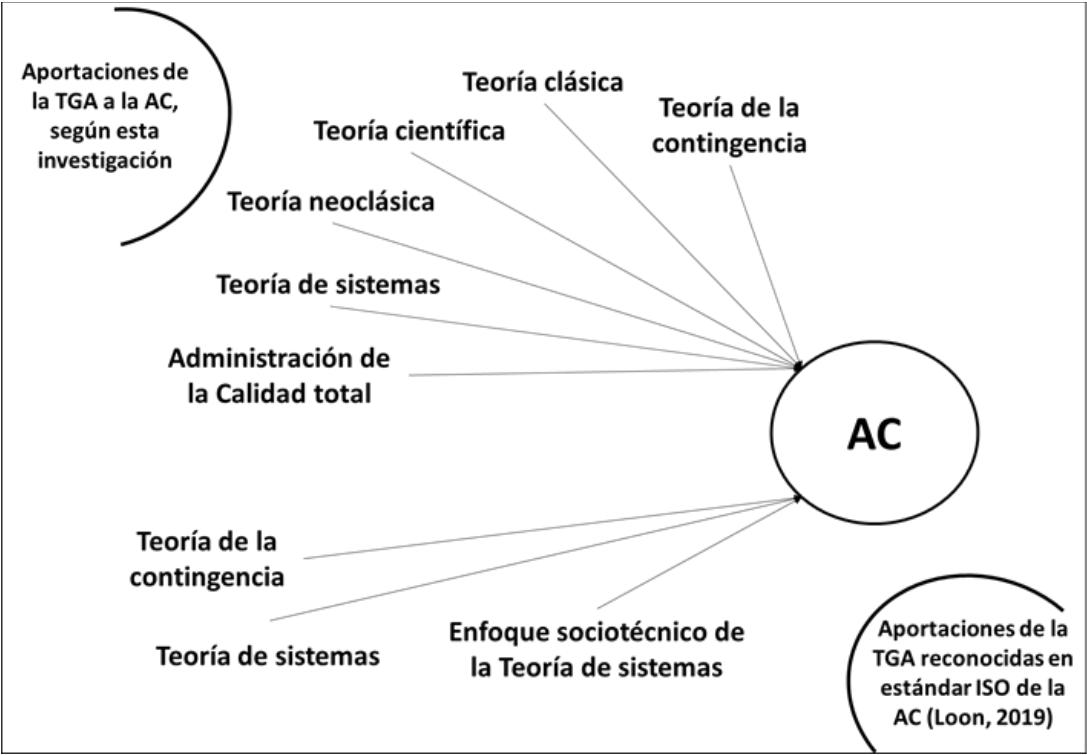 Aportaciones de
la TGA a la AC,
según esta
investigación
Teoría clásica
Teoría de la
contingencia
Teoría científica
Teoría neoclásica
Teoría de sistemas
Administración de
la Calidad total
AC
Teoría de la
contingencia
Teoría de sistemas
Enfoque sociotécnico de
la Teoría de sistemas
Aportaciones de la
TGA reconocidas en
estándar ISO de la
AC (Loon, 2019)